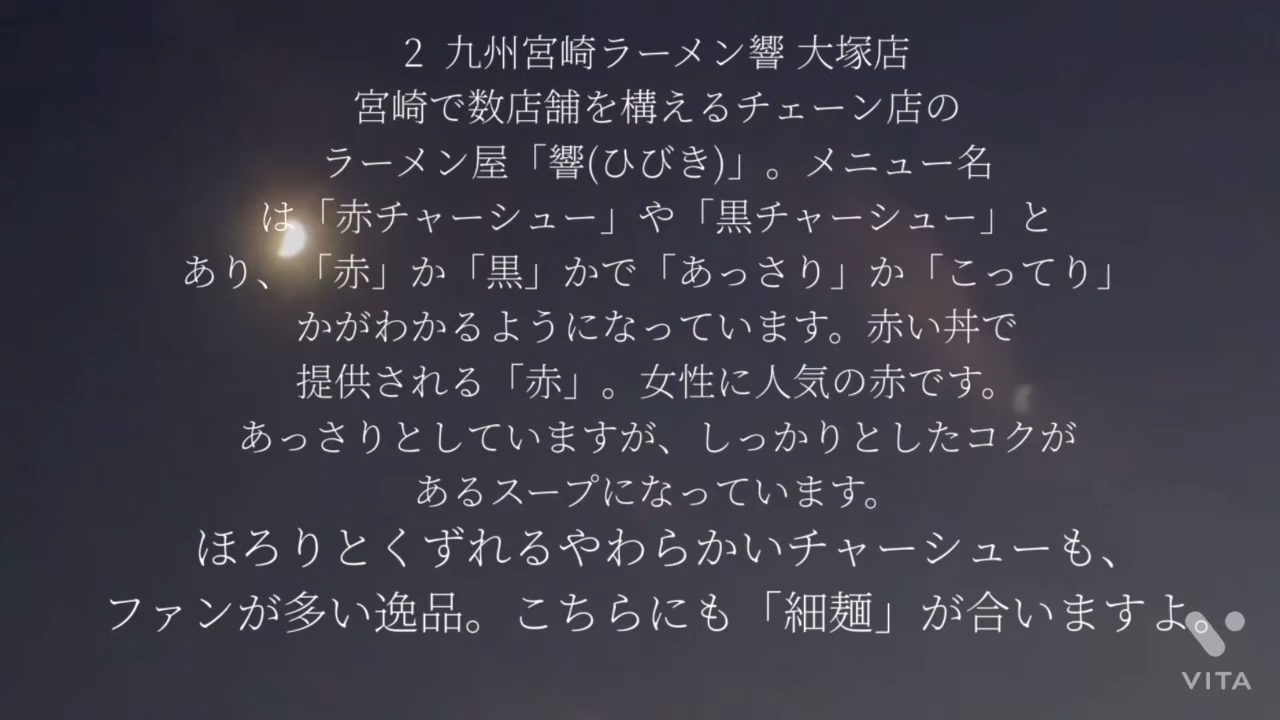 2 九州宮崎ラーメン響 大塚店
宮崎で数店舗を構えるチェーン店の
ラーメン屋「響(ひびき)」。メニュー名
は「赤チャーシュー」や「黒チャーシュー」と
あり、「赤」か「黒」かで「あっさり」か「こってり」
かがわかるようになっています。赤い丼で
提供される「赤」。女性に人気の赤です。
あっさりとしていますが、しっかりとしたコクが
あるスープになっています。
ほろりとくずれるやわらかいチャーシューも、
ファンが多い逸品。こちらにも「細麺」が合いますよ。
VITA